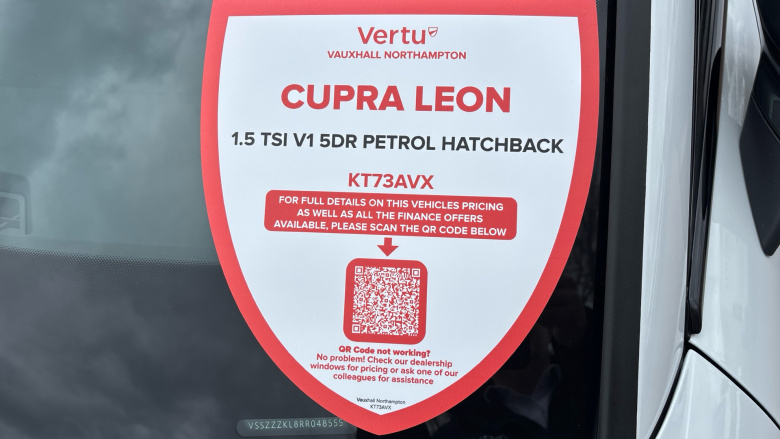 Vertu
VAUXHALL NORTHAMPTON
CUPRA LEON
1.5 TSI V1 5DR PETROL HATCHBACK
KT73AVX
FOR FULL DETAILS ON THIS VEHICLES PRICING
AS WELL AS ALL THE FINANCE OFFERS
AVAILABLE, PLEASE SCAN THE QR CODE BELOW
QR Code not working?
No problem! Check our dealership
windows for pricing or ask one of our
colleagues for assistance
Vauxhall Northampton
KT73AVX
VSSZZZKL8RR048555